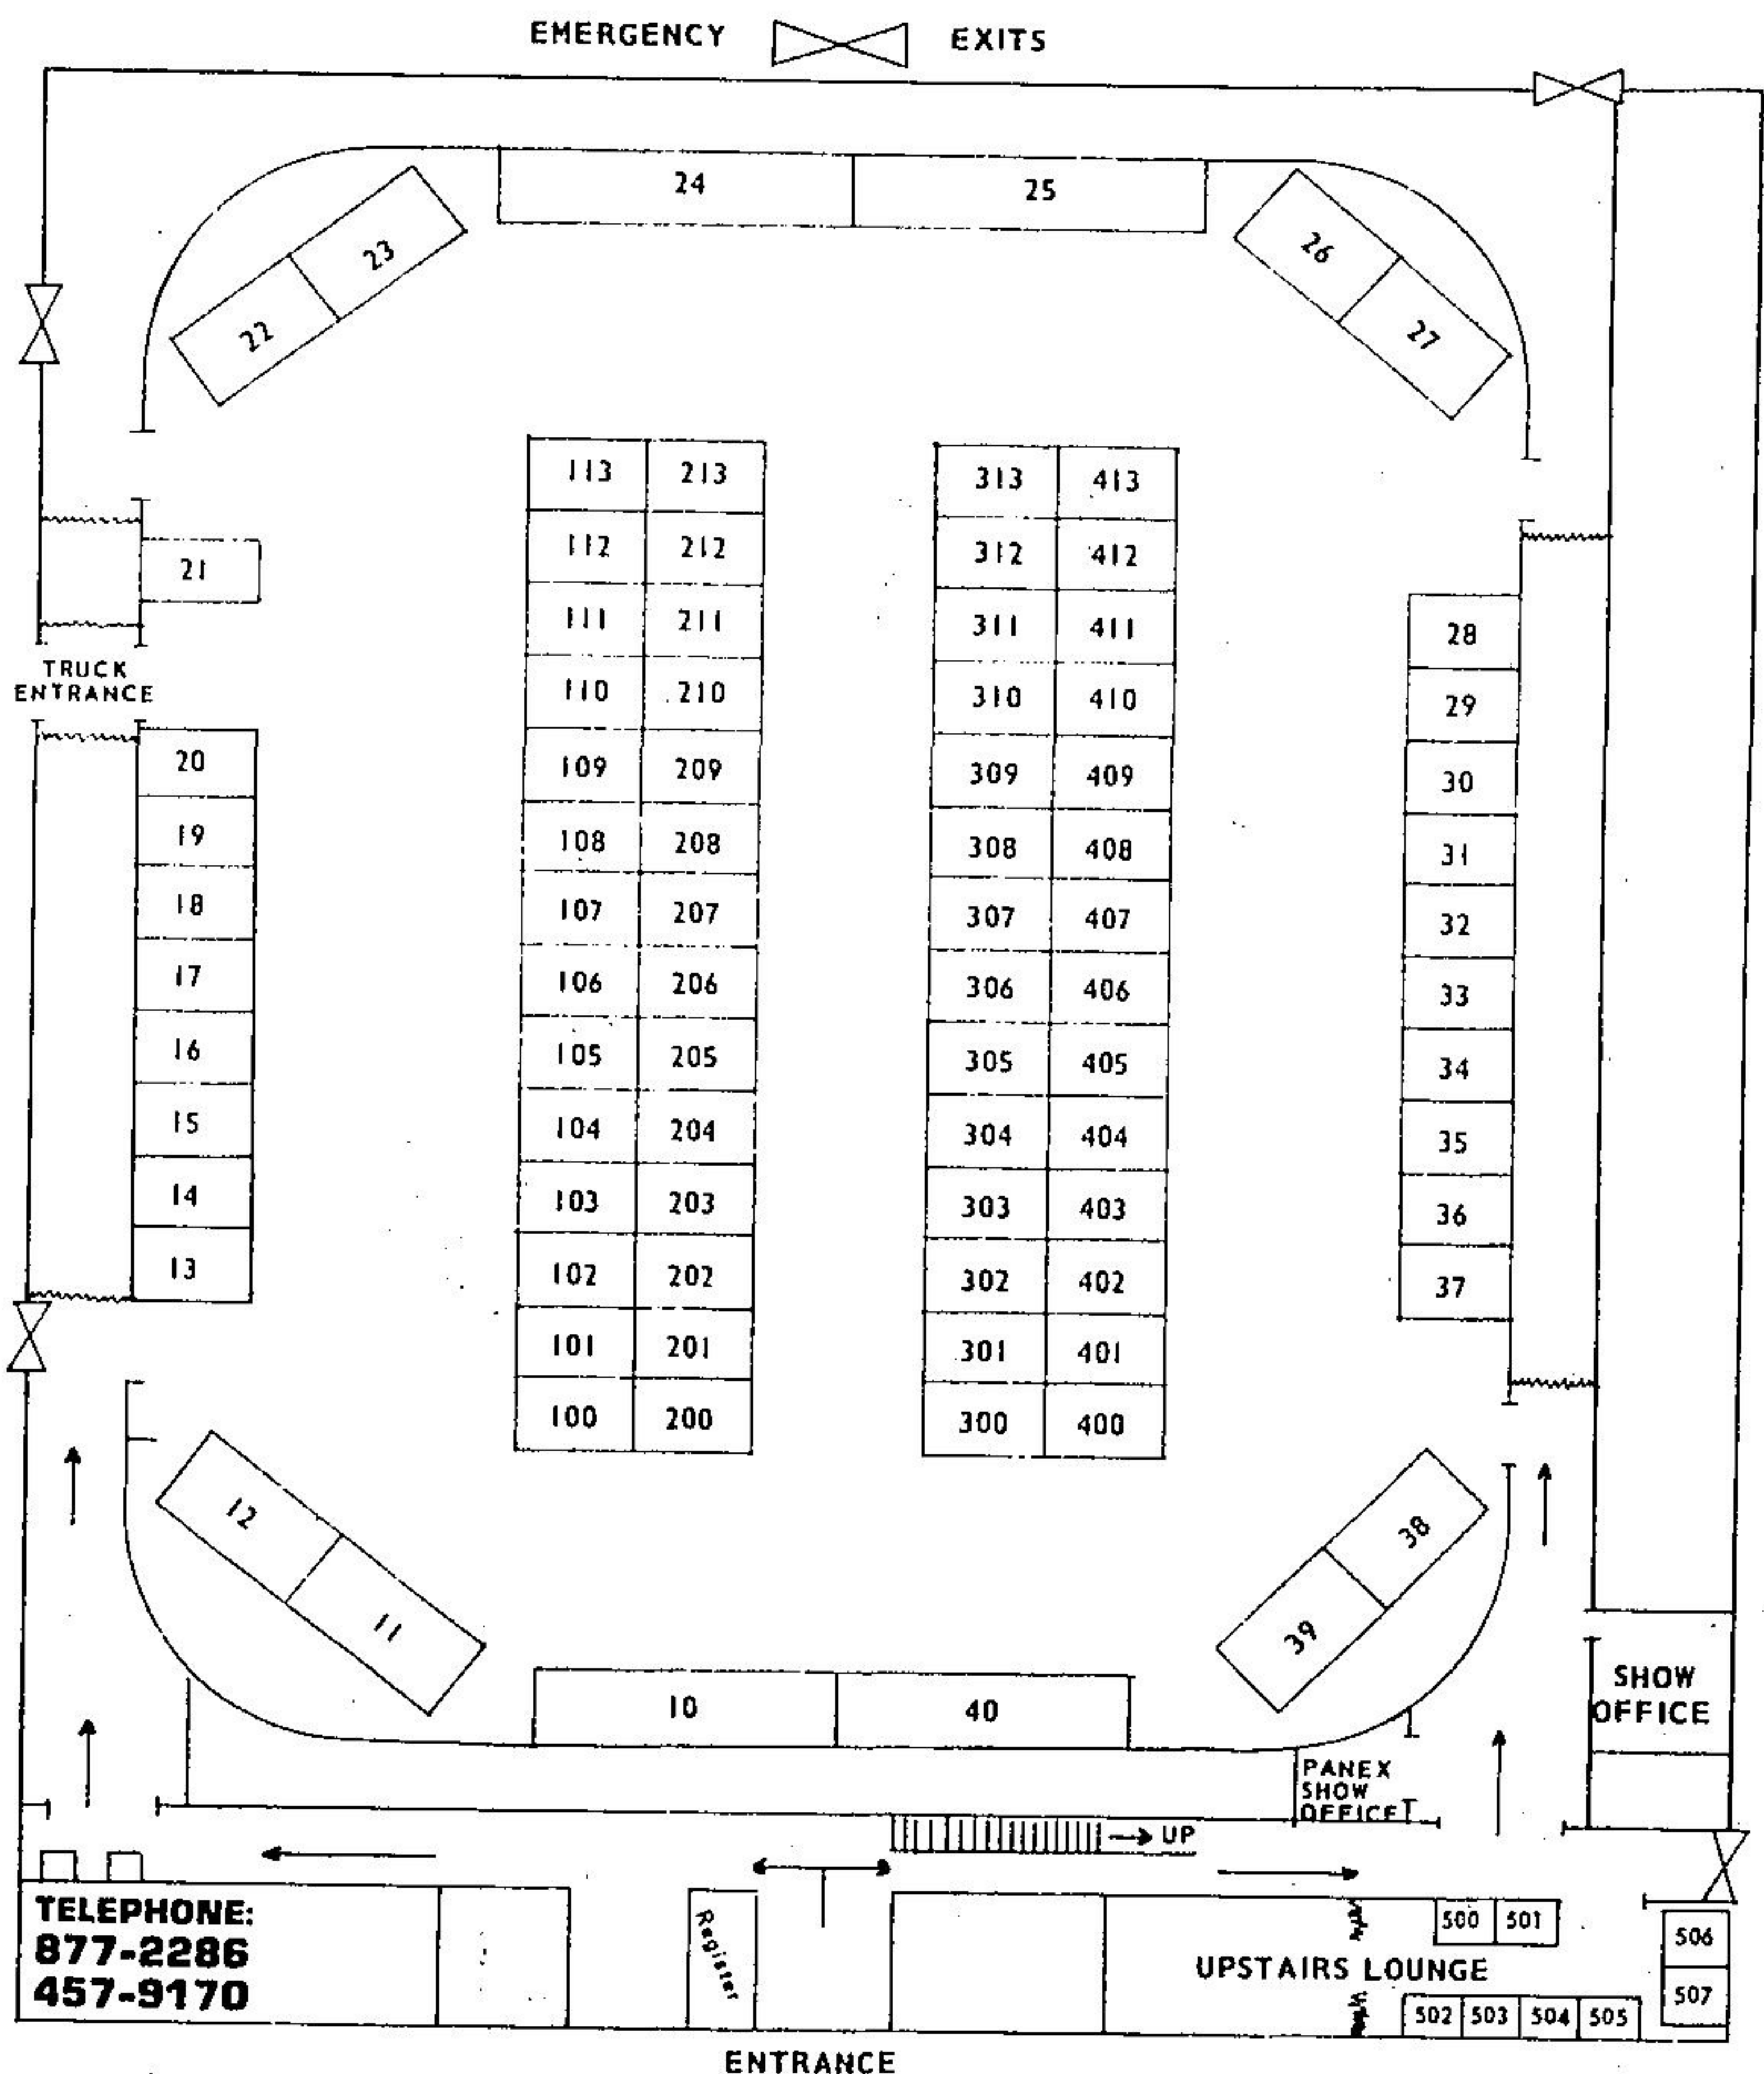 EMERGENCY EXITS
24 25
23 26
22 27
113 213 313 413
112 212 312 412
21
111 211 311 411
28
TRUCK
ENTRANCE
110 210 310 410
29
20 109 209 309 409 30
19 108 208 308 408 31
18 107 207 307 407 32
17 106 206 306 406 33
16 105 205 305 405 34
15 104 204 304 404 35
14 103 203 303 403 36
13 102 202 302 402 37
101 201 301 401
100 200 300 400
12 38
11 39
10 40
SHOW
OFFICE
PANEX
SHOW
OFFICE
UP
TELEPHONE:
877-2286
457-9170
Register
500 501
UPSTAIRS LOUNGE
502 503 504 505
506
507
ENTRANCE